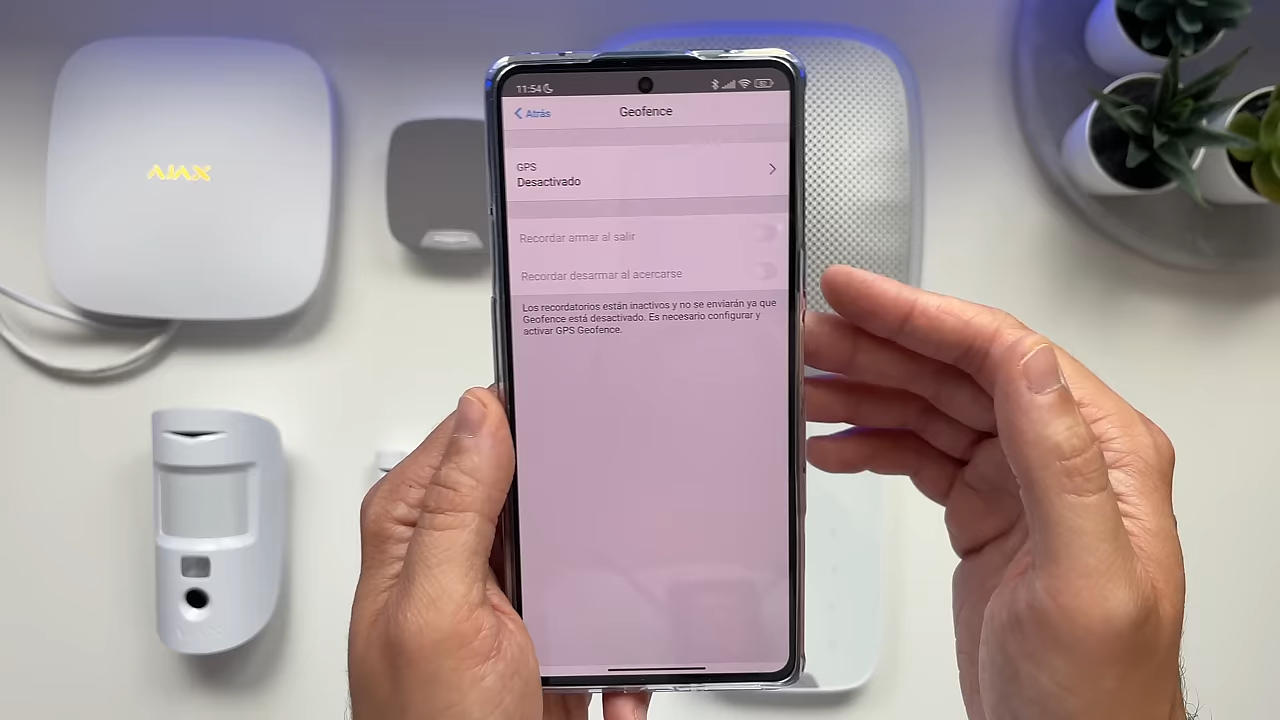 AJAX
11:54
Atrás
Geofence
GPS
Desactivado
Recordar armar al salir
Recordar desarmar al acercarse
Los recordatorios están inactivos y no se enviarán ya que
Geofence está desactivado. Es necesario configurar y
activar GPS Geofence.